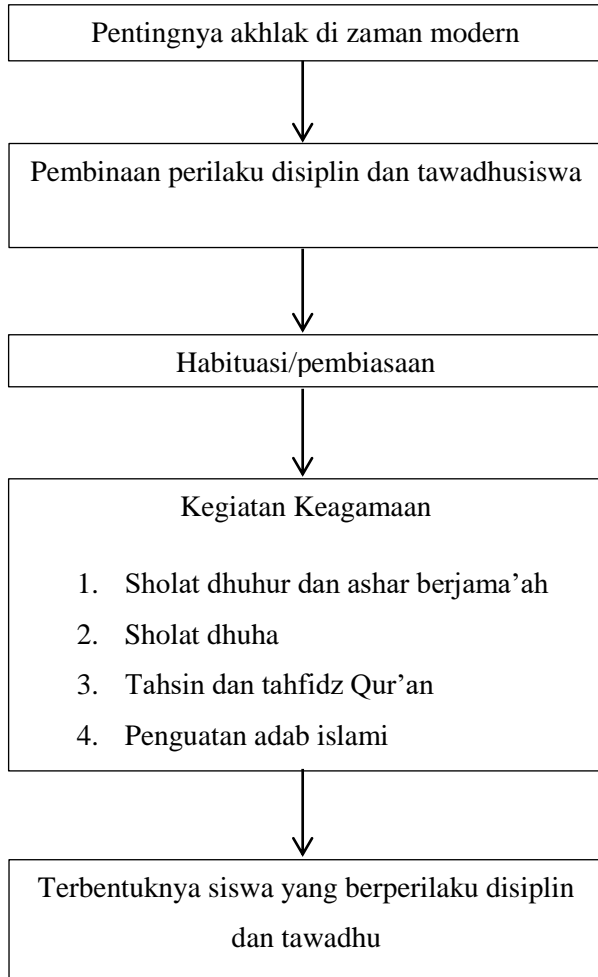 Pentingnya akhlak di zaman modern
Pembinaan perilaku disiplin dan tawadhusiswa
Habituasi/pembiasaan
Kegiatan Keagamaan
1. Sholat dhuhur dan ashar berjama’ah
2. Sholat dhuha
3. Tahsin dan tahfidz Qur’an
4. Penguatan adab islami
Terbentuknya siswa yang berperilaku disiplin
dan tawadhu